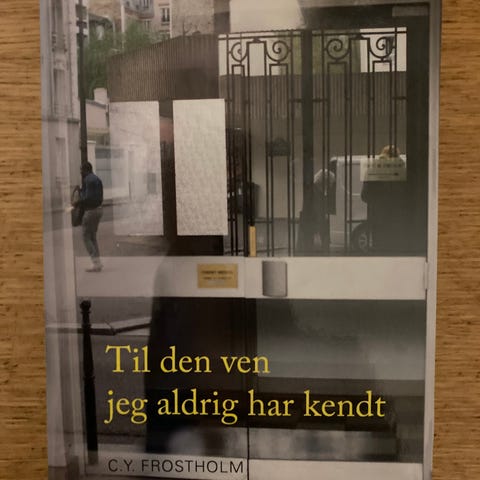 Til den ven
jeg aldrig har kendt
C.Y. FROSTHOLM